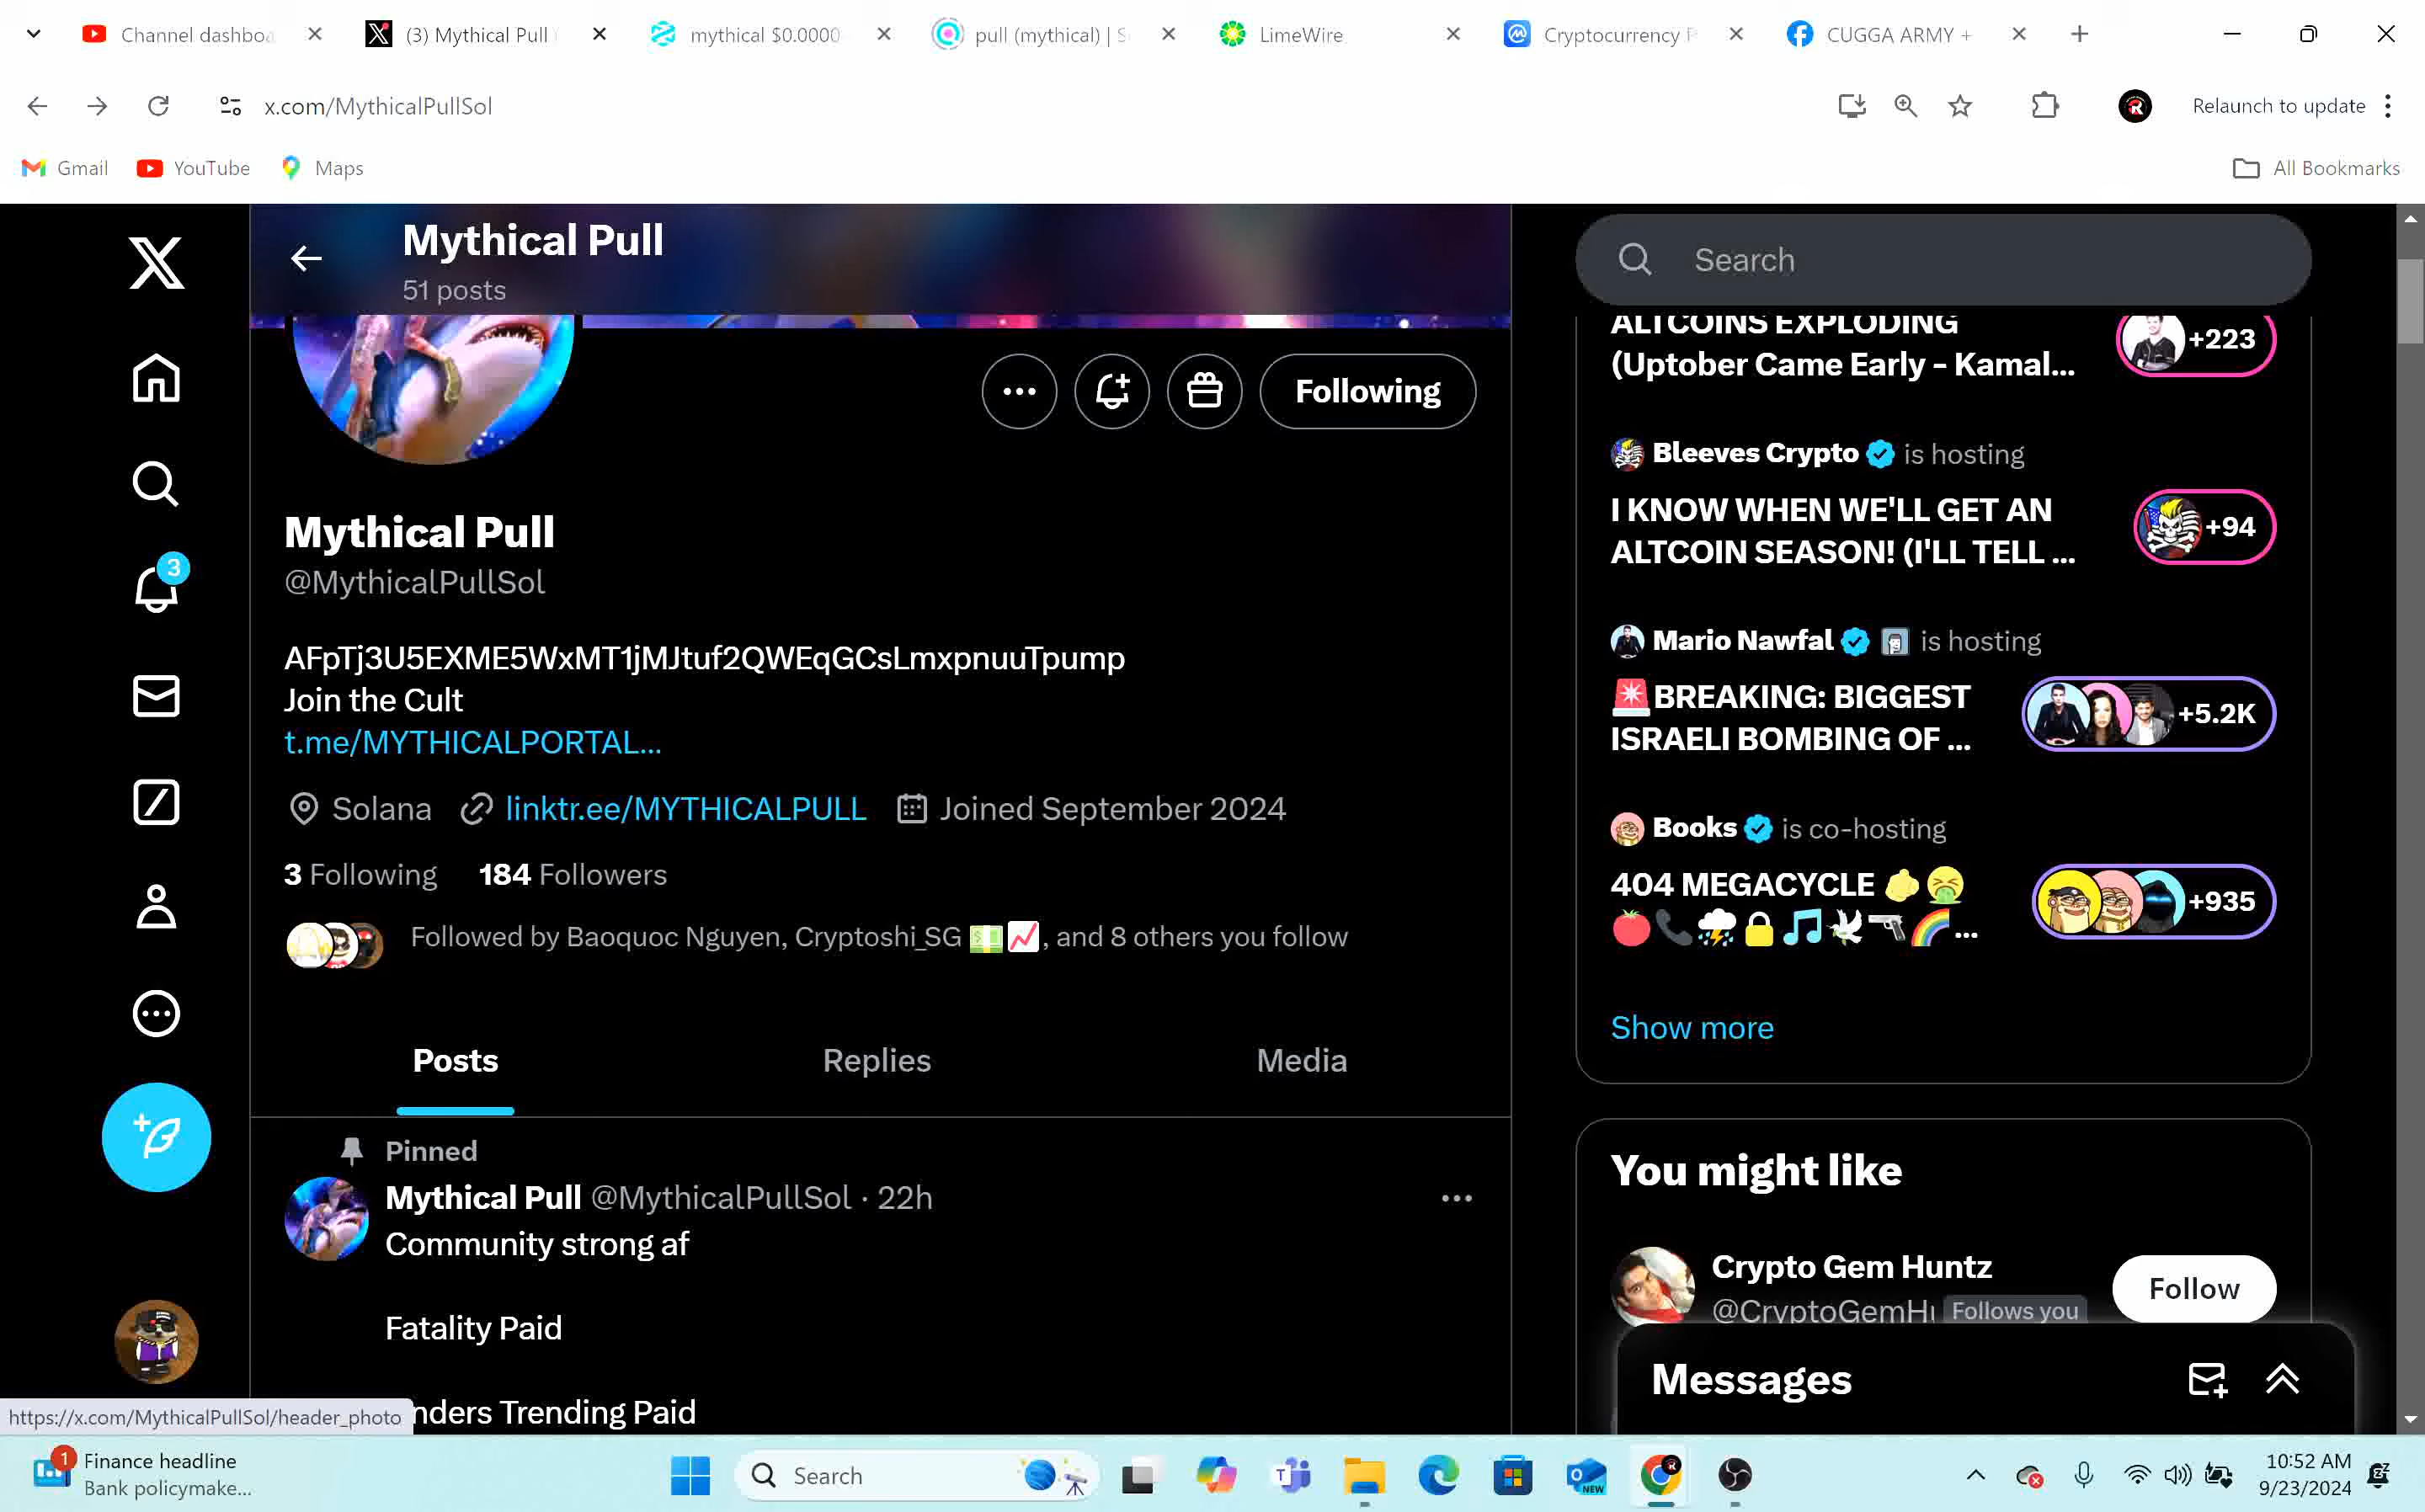 Channel dashboa
(3) Mythical Pull
mythical $0.0000
pull (mythical) | S
LimeWire
Cryptocurrency P
CUGGA ARMY +
x.com/MythicalPullSol
Relaunch to update
Gmail
YouTube
Maps
All Bookmarks
Mythical Pull
51 posts
Following
Mythical Pull
@MythicalPullSol
AFpTj3U5EXME5WxMT1jMJtuf2QWEqGCsLmxpnuuTpump
Join the Cult
t.me/MYTHICALPORTAL...
Solana linktr.ee/MYTHICALPULL Joined September 2024
3 Following 184 Followers
Followed by Baoquoc Nguyen, Cryptoshi_SG 💵📈, and 8 others you follow
Posts
Replies
Media
Pinned
Mythical Pull @MythicalPullSol · 22h
Community strong af
Fatality Paid
nders Trending Paid
3
Search
ALTCOINS EXPLODING
(Uptober Came Early - Kamal...
+223
Bleeves Crypto is hosting
I KNOW WHEN WE'LL GET AN
ALTCOIN SEASON! (I'LL TELL ...
+94
Mario Nawfal is hosting
🚨BREAKING: BIGGEST
ISRAELI BOMBING OF ...
+5.2K
Books is co-hosting
404 MEGACYCLE 🫵🤮
🍅📞⛈️🔒🎵🕊️🔫🌈...
+935
Show more
You might like
Crypto Gem Huntz
@CryptoGemHu Follows you
Follow
Messages
https://x.com/MythicalPullSol/header_photo
1
Finance headline
Bank policymake...
Search
NEW
10:52 AM
9/23/2024